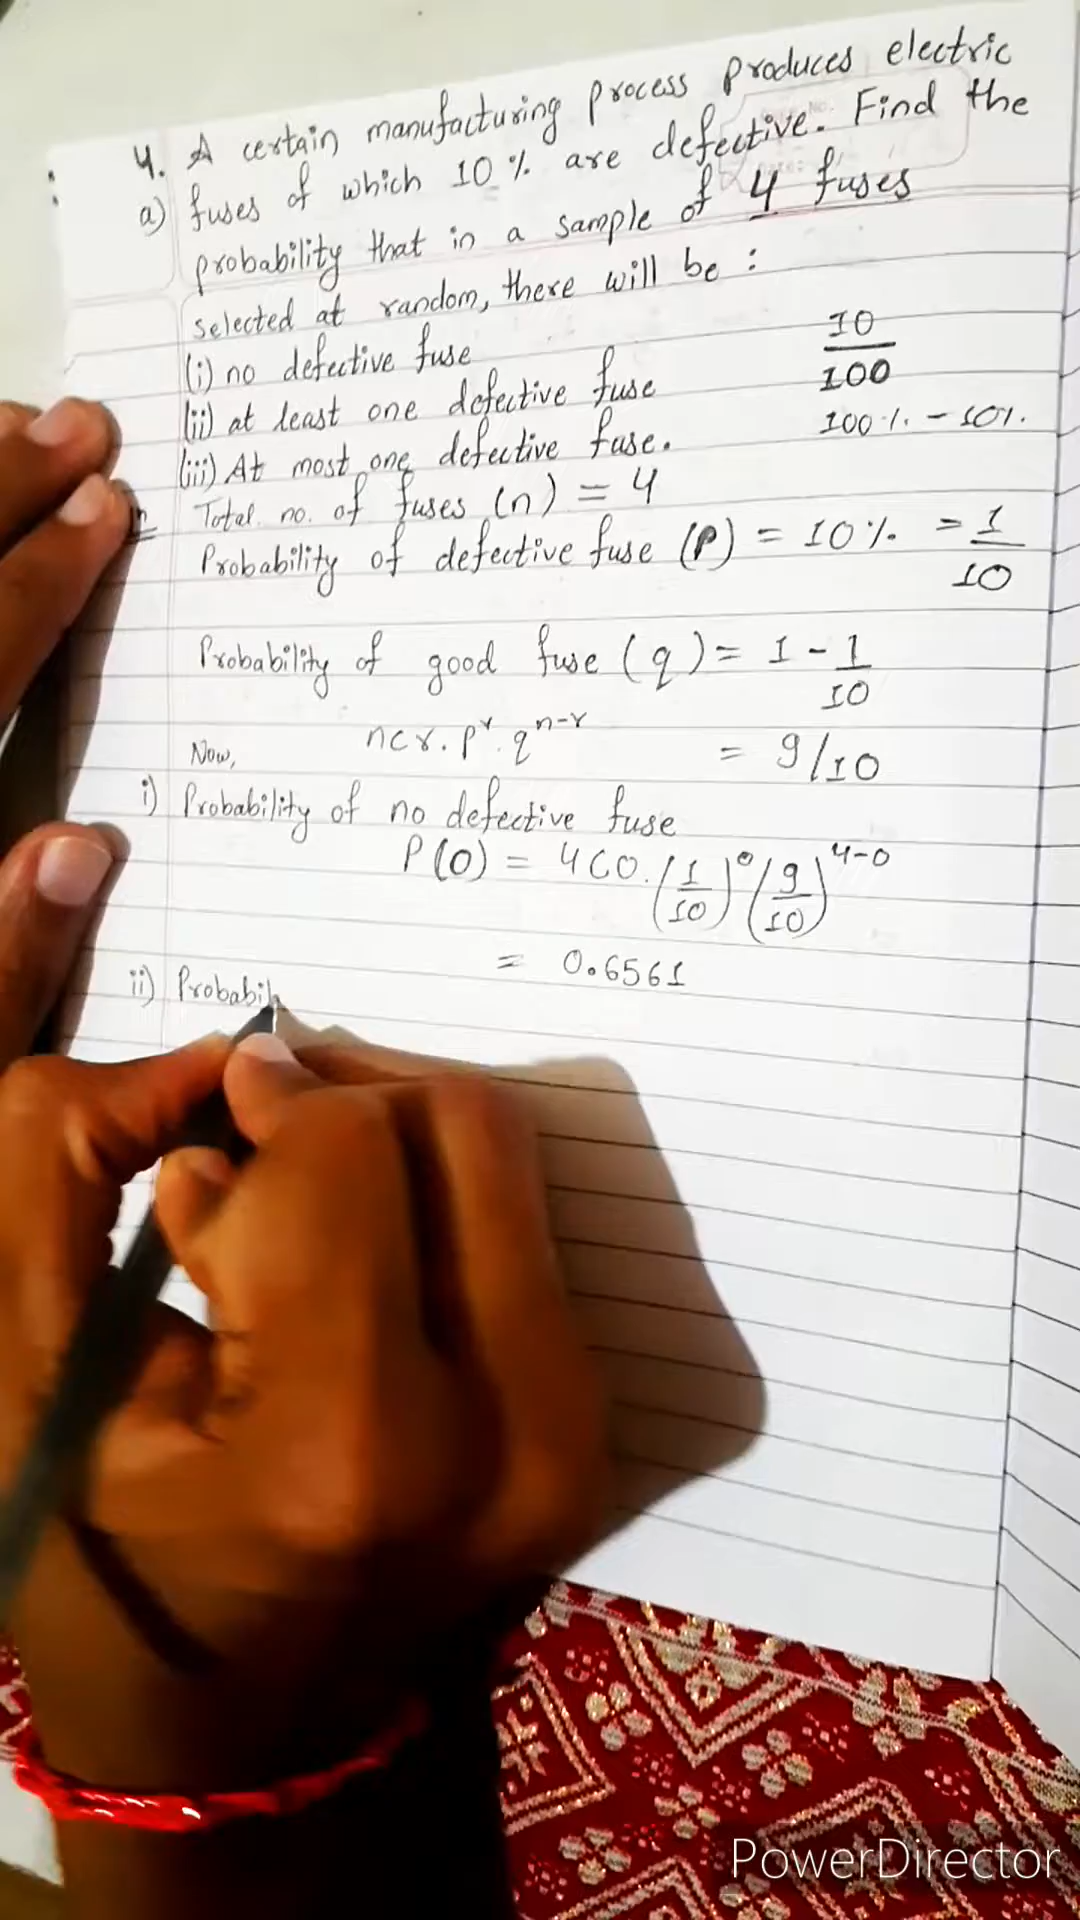 4. A certain manufacturing process produces electric
a) fuses of which 10 % are defective. Find the
probability that in a sample of 4 fuses
selected at random, there will be :
(i) no defective fuse
(ii) at least one defective fuse
(iii) At most one defective fuse.
10
100
100% - 10%
Total no. of fuses (n) = 4
Probability of defective fuse (P) = 10% = 1/10
Probability of good fuse (q) = 1 - 1/10
Now, ncr. p^r. q^n-r = 9/10
i) Probability of no defective fuse
P(0) = 4C0. (1/10)^0 (9/10)^4-0
= 0.6561
ii) Probabil
PowerDirector